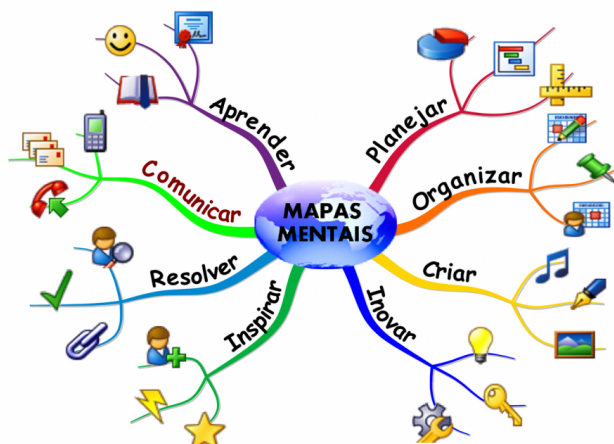 MAPAS
MENTAIS
Planejar
Organizar
Criar
Inovar
Inspirar
Resolver
Comunicar
Aprender